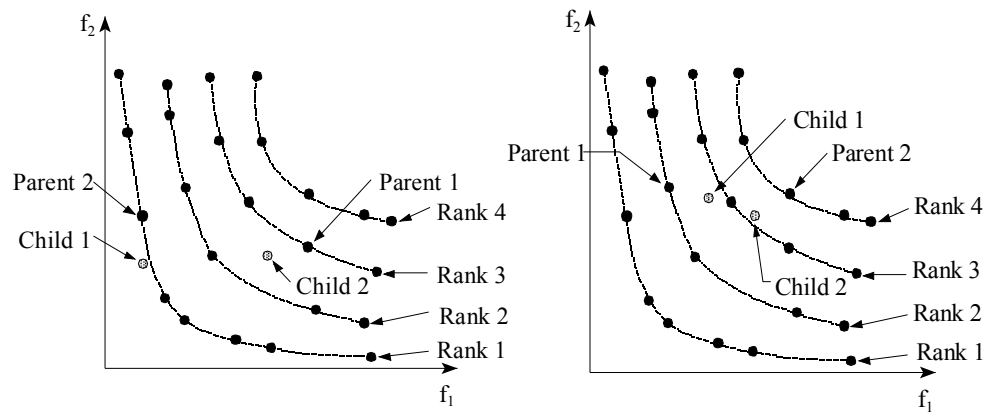 f2
Parent 2
Child 1
Parent 1
Rank 4
Rank 3
Child 2
Rank 2
Rank 1
f1
f2
Child 1
Parent 1
Parent 2
Rank 4
Rank 3
Child 2
Rank 2
Rank 1
f1